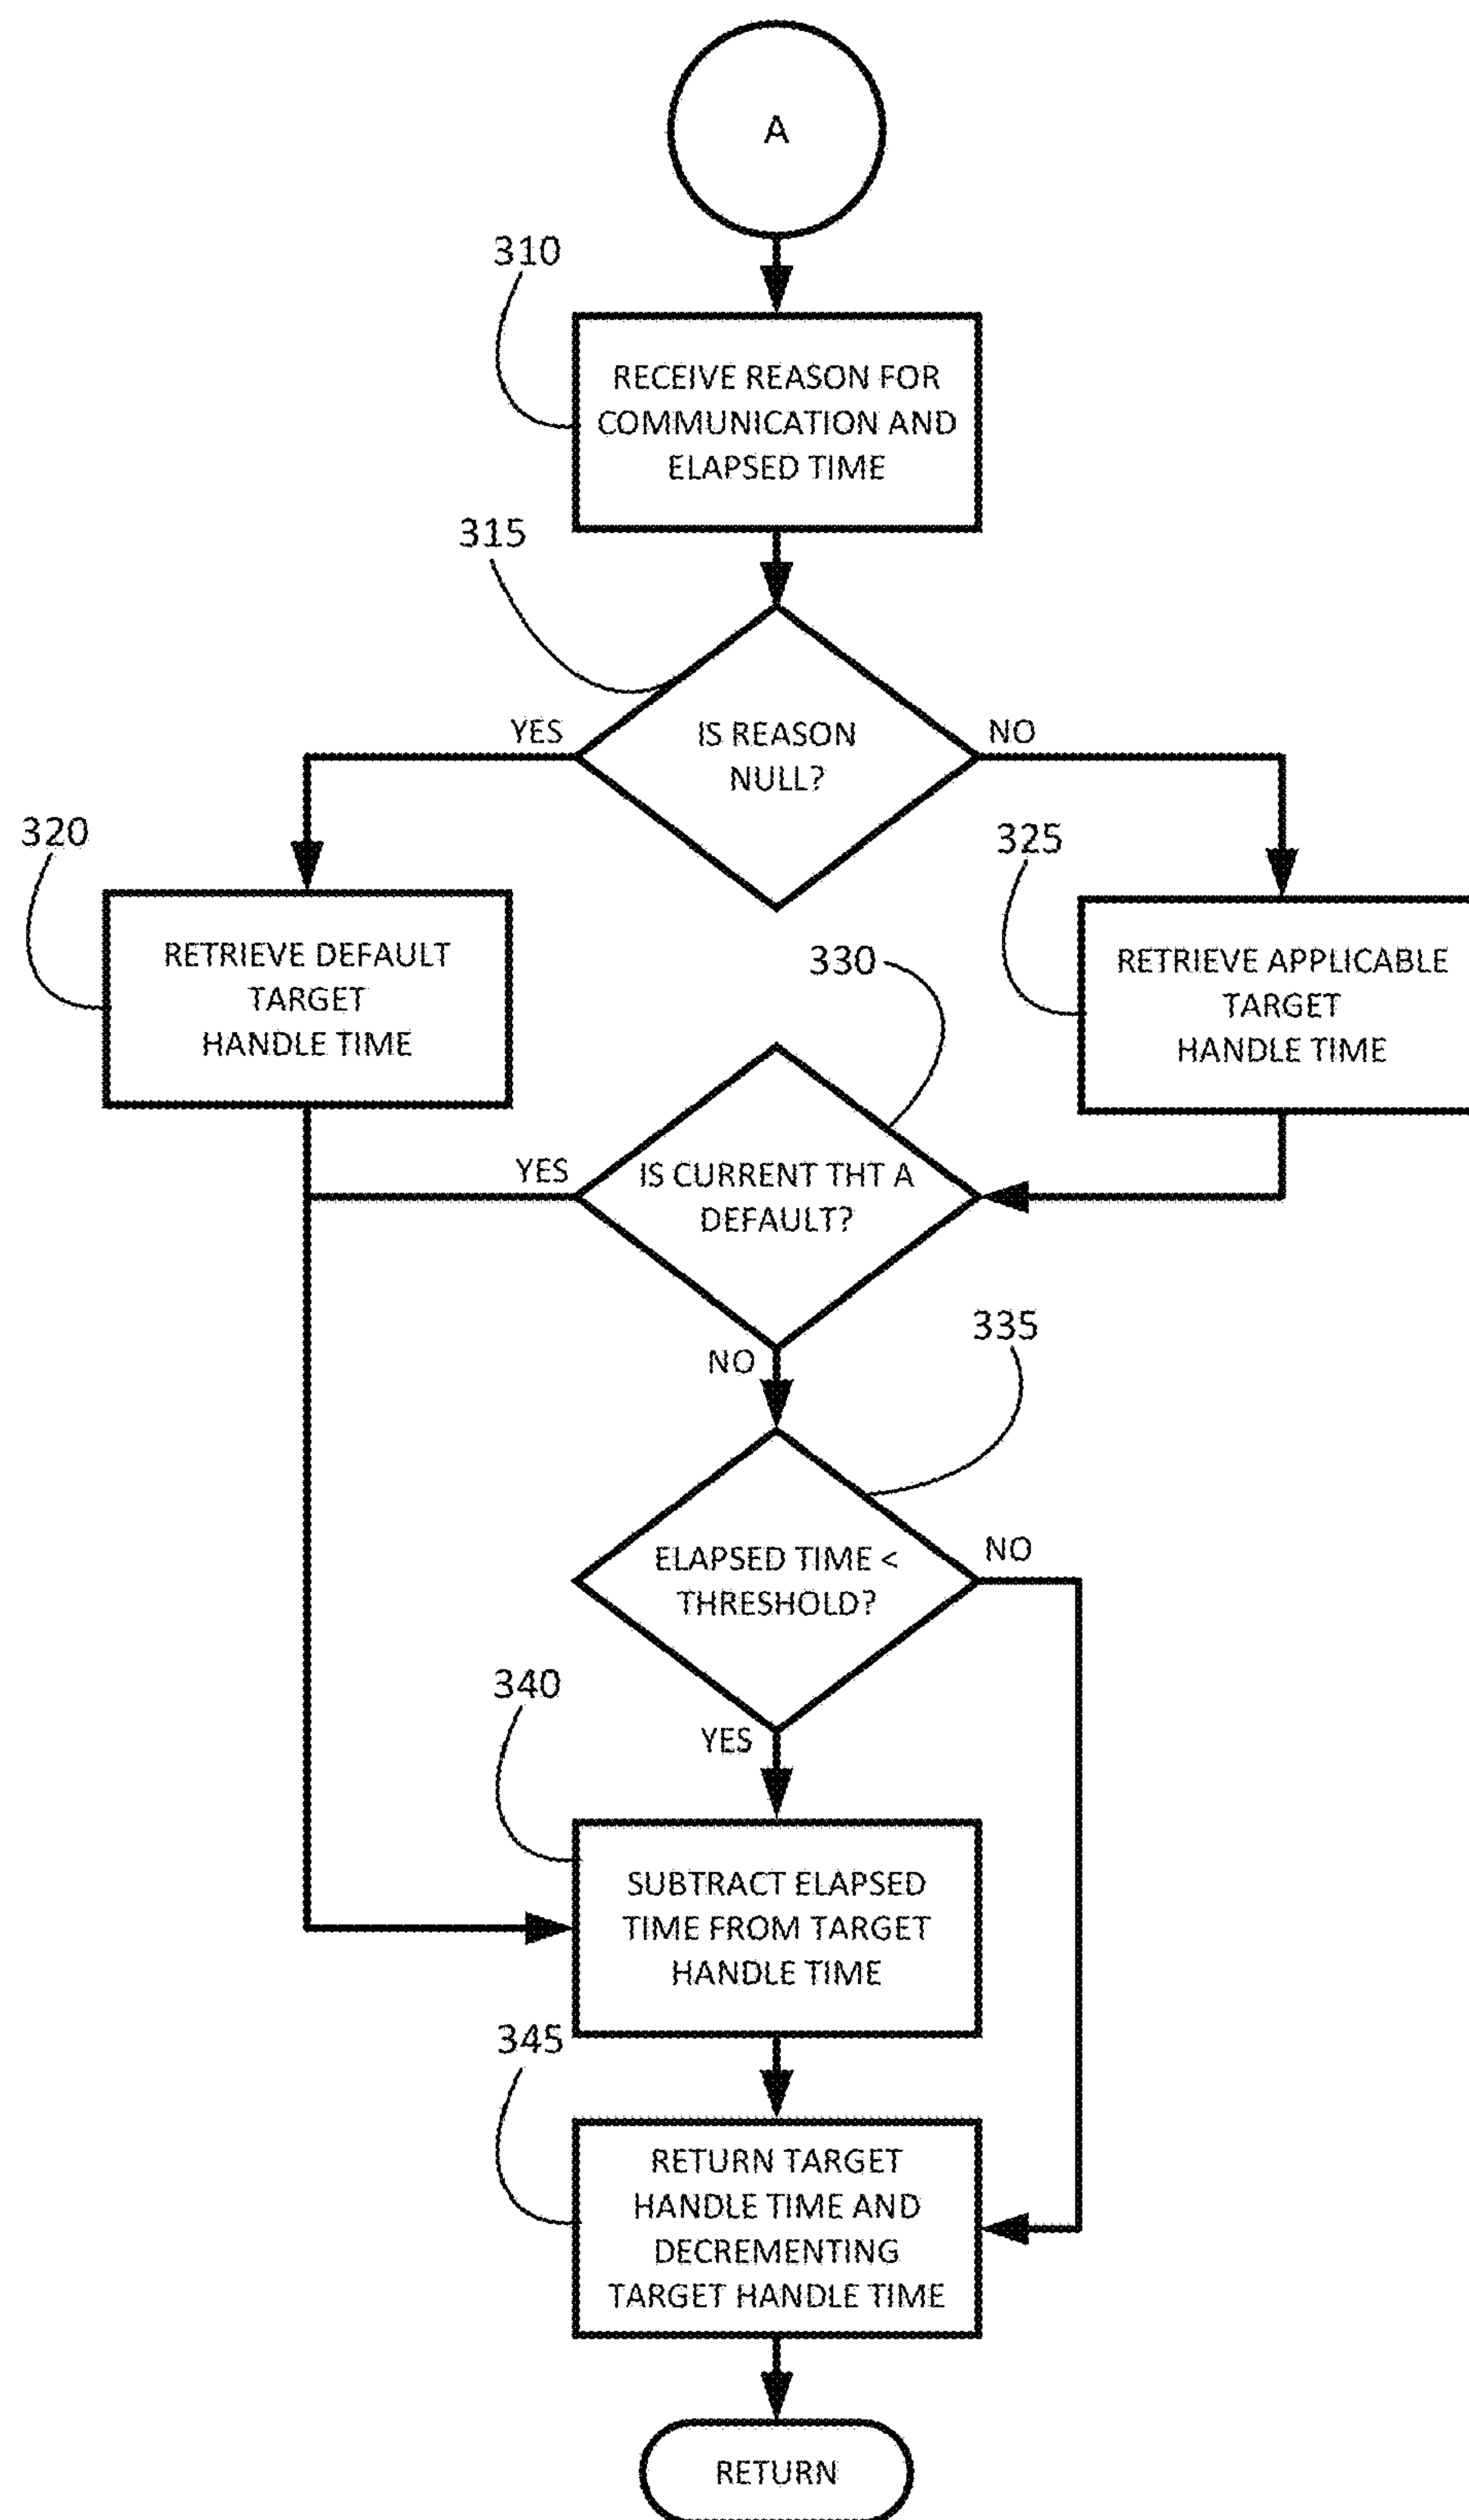 A
310
RECEIVE REASON FOR
COMMUNICATION AND
ELAPSED TIME
315
IS REASON
NULL?
YES
NO
320
RETRIEVE DEFAULT
TARGET
HANDLE TIME
325
RETRIEVE APPLICABLE
TARGET
HANDLE TIME
330
IS CURRENT THT A
DEFAULT?
YES
NO
335
ELAPSED TIME <
THRESHOLD?
NO
YES
340
SUBTRACT ELAPSED
TIME FROM TARGET
HANDLE TIME
345
RETURN TARGET
HANDLE TIME AND
DECREMENTING
TARGET HANDLE TIME
RETURN